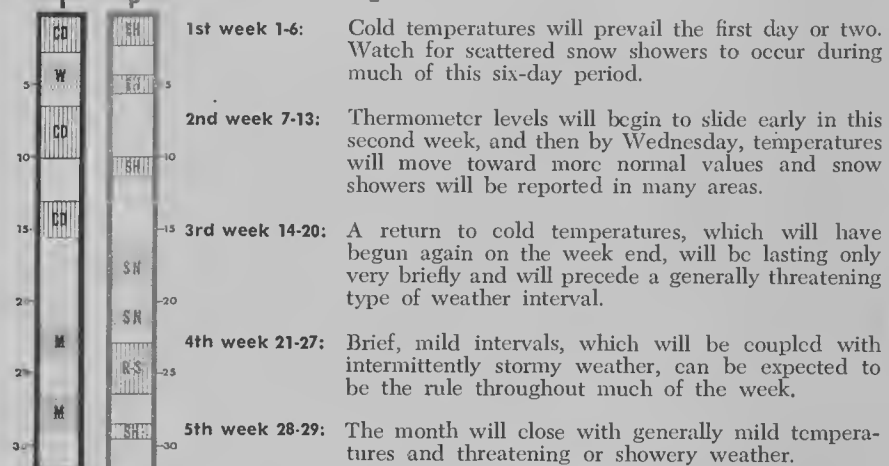 T P
CD SH 1st week 1-6: Cold temperatures will prevail the first day or two.
Watch for scattered snow showers to occur during
W
5 5 much of this six-day period.
2nd week 7-13: Thermometer levels will begin to slide early in this
CD second week, and then by Wednesday, temperatures
10 10 will move toward more normal values and snow
SH showers will be reported in many areas.
CD
15 15 3rd week 14-20: A return to cold temperatures, which will have
begun again on the week end, will be lasting only
SN very briefly and will precede a generally threatening
20 type of weather interval.
SN
M 4th week 21-27: Brief, mild intervals, which will be coupled with
R-S intermittently stormy weather, can be expected to
25 be the rule throughout much of the week.
M
SH 5th week 28-29: The month will close with generally mild tempera-
30 tures and threatening or showery weather.